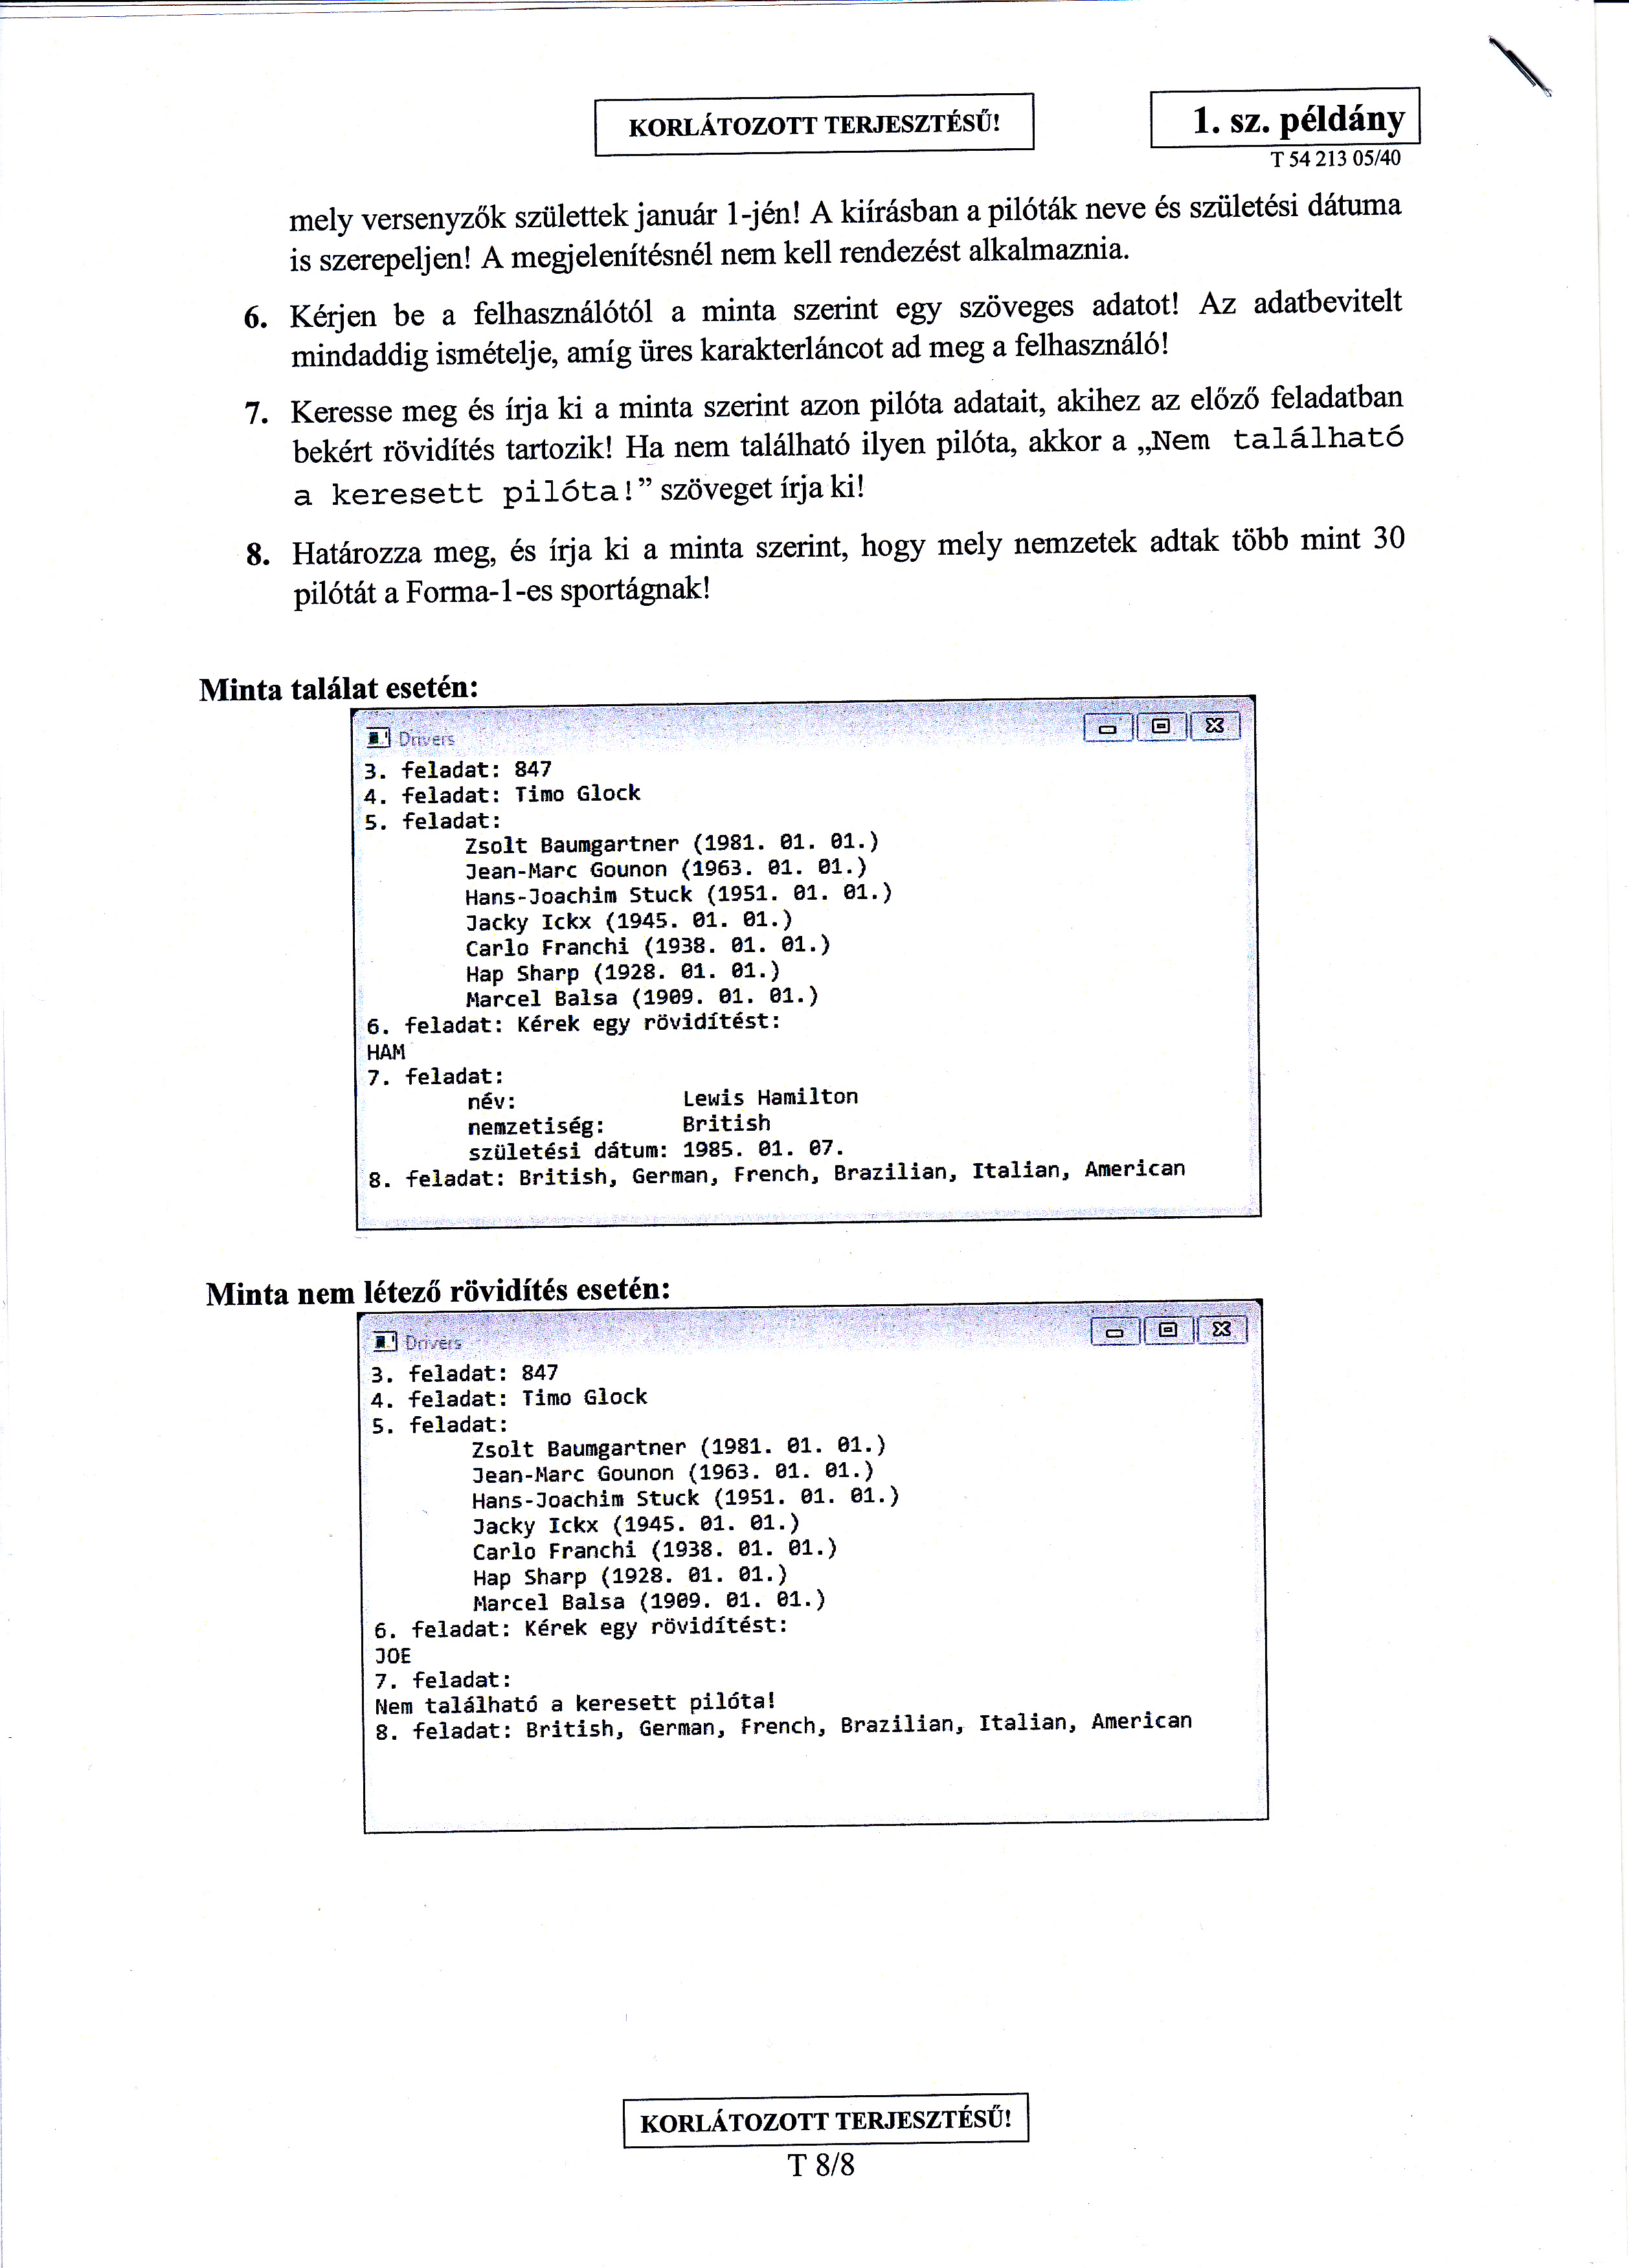 KORLÁTOZOTT TERJESZTÉSŰ!
1. sz. példány
T 54 213 05/40
mely versenyzők születtek január 1-jén! A kiírásban a pilóták neve és születési dátuma
is szerepeljen! A megjelenítésnél nem kell rendezést alkalmaznia.
6. Kérjen be a felhasználótól a minta szerint egy szöveges adatot! Az adatbevitelt
mindaddig ismételje, amíg üres karakterláncot ad meg a felhasználó!
7. Keresse meg és írja ki a minta szerint azon pilóta adatait, akihez az előző feladatban
bekért rövidítés tartozik! Ha nem található ilyen pilóta, akkor a „Nem található
a keresett pilóta!” szöveget írja ki!
8. Határozza meg, és írja ki a minta szerint, hogy mely nemzetek adtak több mint 30
pilótát a Forma-1-es sportágnak!
Minta találat esetén:
Drivers
3. feladat: 847
4. feladat: Timo Glock
5. feladat:
Zsolt Baumgartner (1981. 01. 01.)
Jean-Marc Gounon (1963. 01. 01.)
Hans-Joachim Stuck (1951. 01. 01.)
Jacky Ickx (1945. 01. 01.)
Carlo Franchi (1938. 01. 01.)
Hap Sharp (1928. 01. 01.)
Marcel Balsa (1909. 01. 01.)
6. feladat: Kérek egy rövidítést:
HAM
7. feladat:
név: Lewis Hamilton
nemzetiség: British
születési dátum: 1985. 01. 07.
8. feladat: British, German, French, Brazilian, Italian, American
Minta nem létező rövidítés esetén:
Drivers
3. feladat: 847
4. feladat: Timo Glock
5. feladat:
Zsolt Baumgartner (1981. 01. 01.)
Jean-Marc Gounon (1963. 01. 01.)
Hans-Joachim Stuck (1951. 01. 01.)
Jacky Ickx (1945. 01. 01.)
Carlo Franchi (1938. 01. 01.)
Hap Sharp (1928. 01. 01.)
Marcel Balsa (1909. 01. 01.)
6. feladat: Kérek egy rövidítést:
JOE
7. feladat:
Nem található a keresett pilóta!
8. feladat: British, German, French, Brazilian, Italian, American
KORLÁTOZOTT TERJESZTÉSŰ!
T 8/8